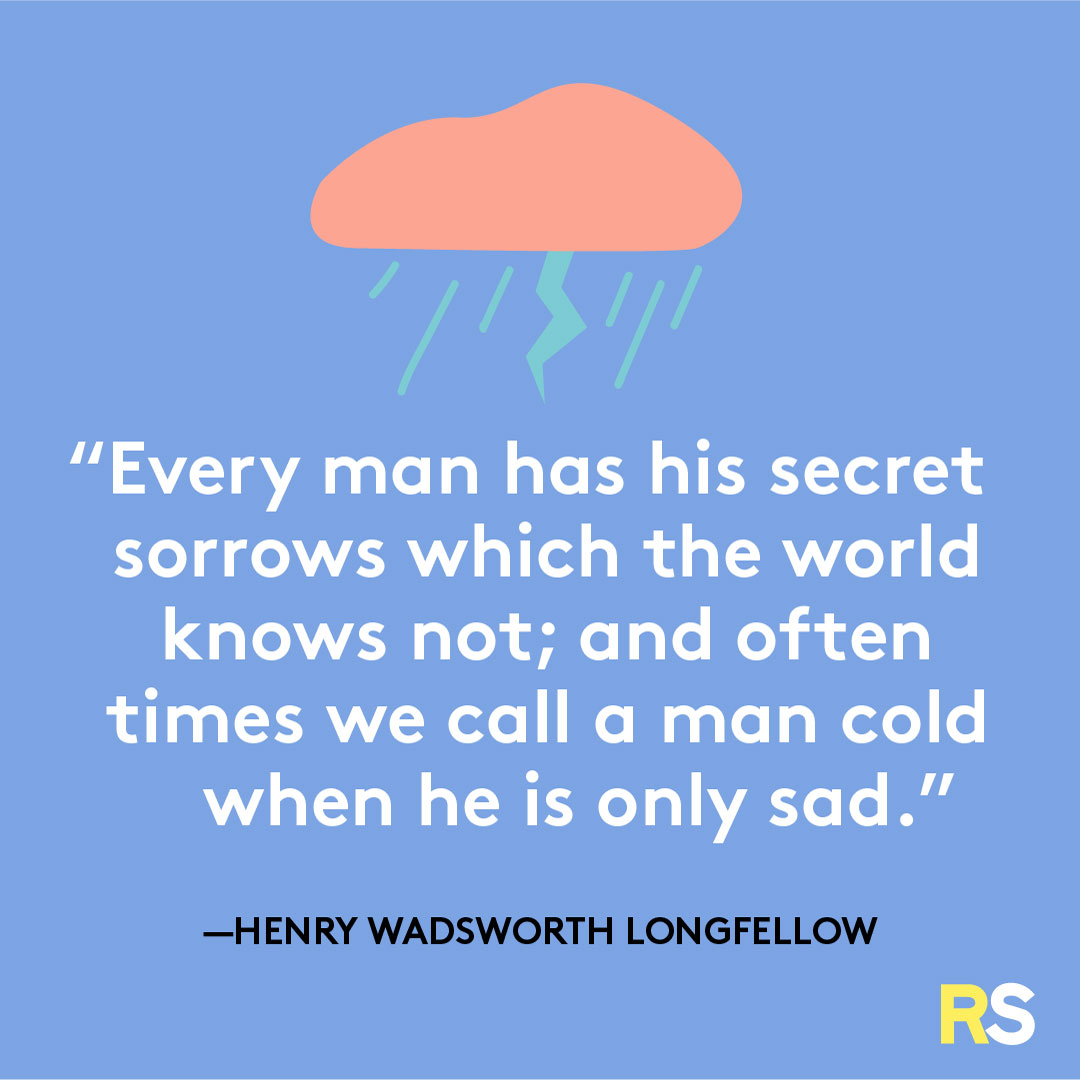 “Every man has his secret
sorrows which the world
knows not; and often
times we call a man cold
when he is only sad.”
—HENRY WADSWORTH LONGFELLOW
RS